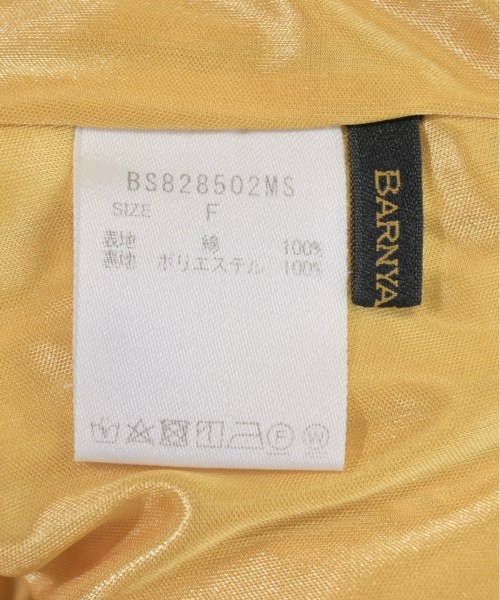 BS828502MS
SIZE F
表地 綿 100%
裏地 ポリエステル 100%
F W
BARNYA